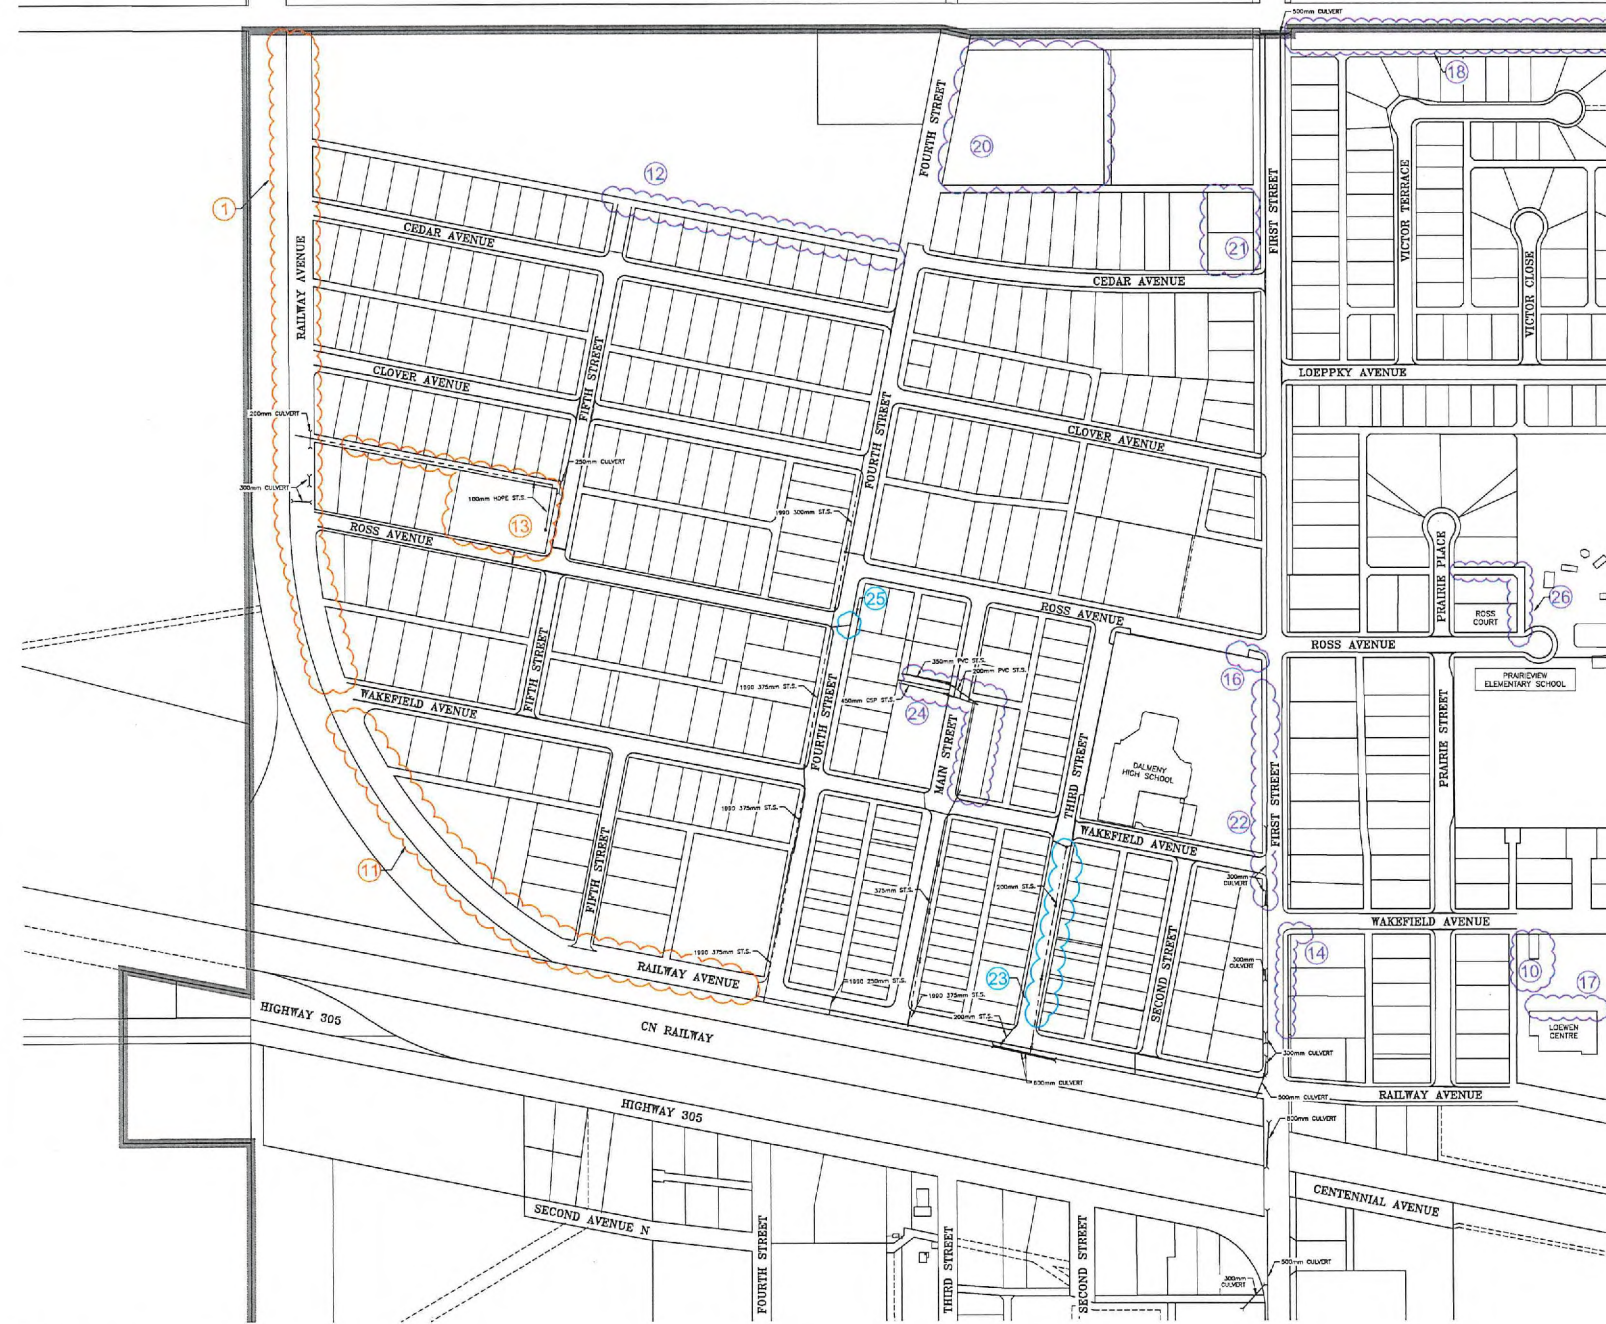 500mm CULVERT
18
FOURTH STREET
20
12
1
FIRST STREET
VICTOR TERRACE
CEDAR AVENUE
21
RAILWAY AVENUE
CEDAR AVENUE
VICTOR CLOSE
FIFTH STREET
CLOVER AVENUE
LOEPPKY AVENUE
200mm CULVERT
FOURTH STREET
CLOVER AVENUE
250mm CULVERT
300mm CULVERT
100mm HDPE ST.S.
1990 300mm ST.S.
13
ROSS AVENUE
PRAIRIE PLACE
25
26
ROSS AVENUE
ROSS
COURT
ROSS AVENUE
350mm PVC ST.S.
200mm PVC ST.S.
16
PRAIRIEVIEW
ELEMENTARY SCHOOL
FIFTH STREET
1990 375mm ST.S.
450mm CSP ST.S.
WAKEFIELD AVENUE
24
FOURTH STREET
MAIN STREET
THIRD STREET
DALMENY
HIGH SCHOOL
FIRST STREET
PRAIRIE STREET
1990 375mm ST.S.
22
WAKEFIELD AVENUE
11
FIFTH STREET
375mm ST.S.
200mm ST.S.
300mm
CULVERT
WAKEFIELD AVENUE
1990 375mm ST.S.
14
300mm
CULVERT
SECOND STREET
10
17
RAILWAY AVENUE
1990 250mm ST.S.
23
1990 375mm ST.S.
200mm ST.S.
HIGHWAY 305
CN RAILWAY
LOEWEN
CENTRE
300mm CULVERT
600mm CULVERT
500mm CULVERT
RAILWAY AVENUE
HIGHWAY 305
600mm CULVERT
CENTENNIAL AVENUE
SECOND AVENUE N
FOURTH STREET
THIRD STREET
SECOND STREET
500mm CULVERT
300mm
CULVERT